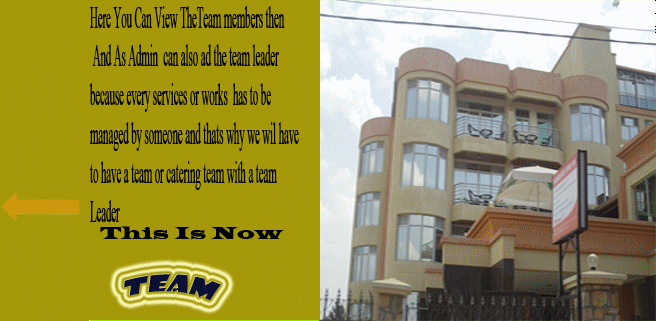 Here You Can View TheTeam members then
And As Admin can also ad the team leader
because every services or works has to be
managed by someone and thats why we wil have
to have a team or catering team with a team
Leader
This Is Now
TEAM